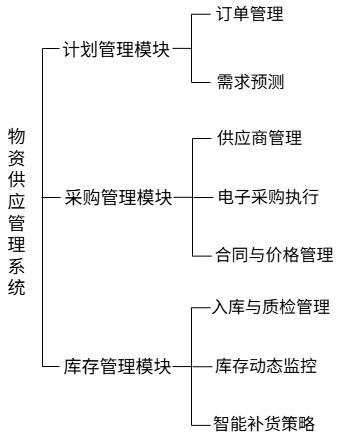 物资供应管理系统
计划管理模块
订单管理
需求预测
采购管理模块
供应商管理
电子采购执行
合同与价格管理
库存管理模块
入库与质检管理
库存动态监控
智能补货策略